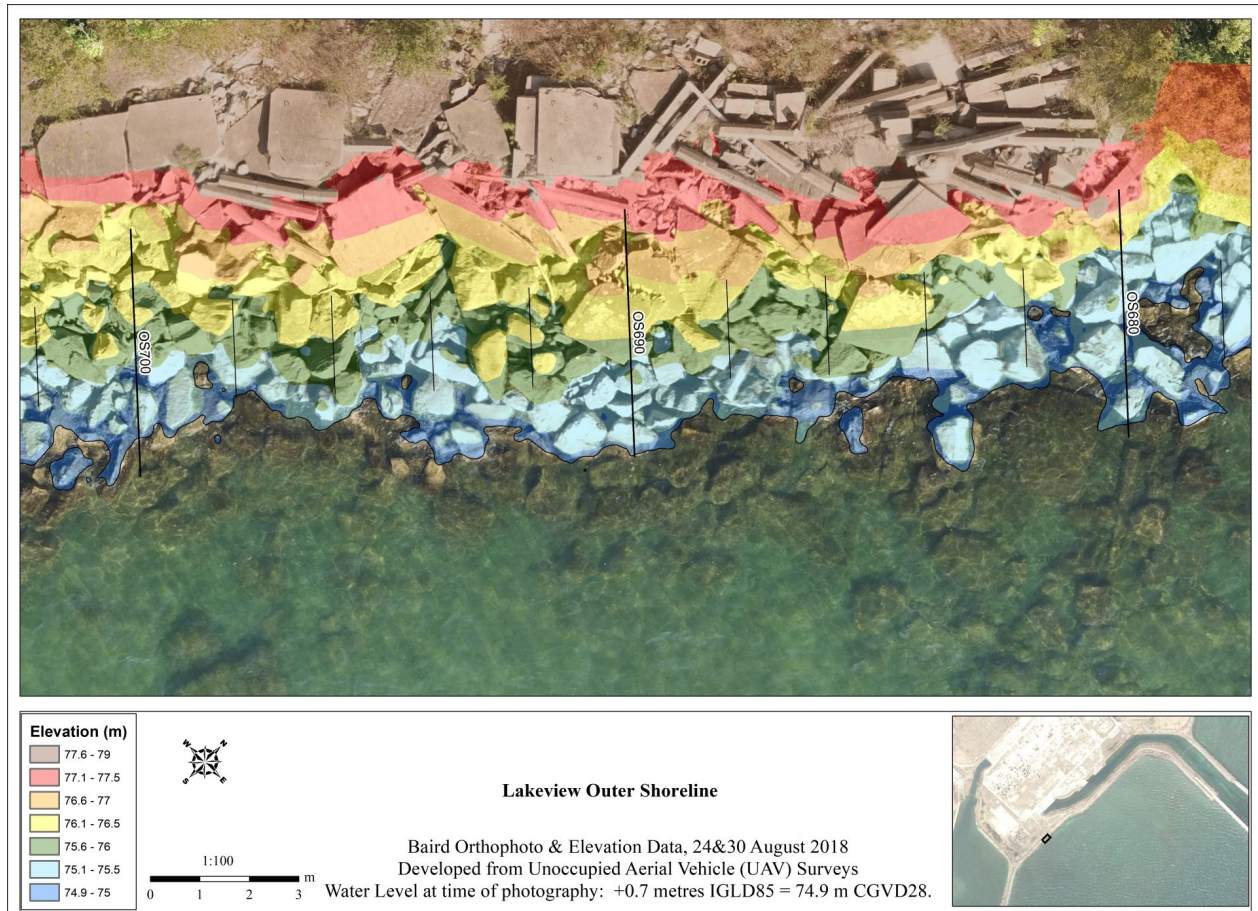 OS700
OS690
OS680
Elevation (m)
77.6 - 79
77.1 - 77.5
76.6 - 77
76.1 - 76.5
75.6 - 76
75.1 - 75.5
74.9 - 75
W N
S E
1:100
m
0 1 2 3
Lakeview Outer Shoreline
Baird Orthophoto & Elevation Data, 24&30 August 2018
Developed from Unoccupied Aerial Vehicle (UAV) Surveys
Water Level at time of photography: +0.7 metres IGLD85 = 74.9 m CGVD28.